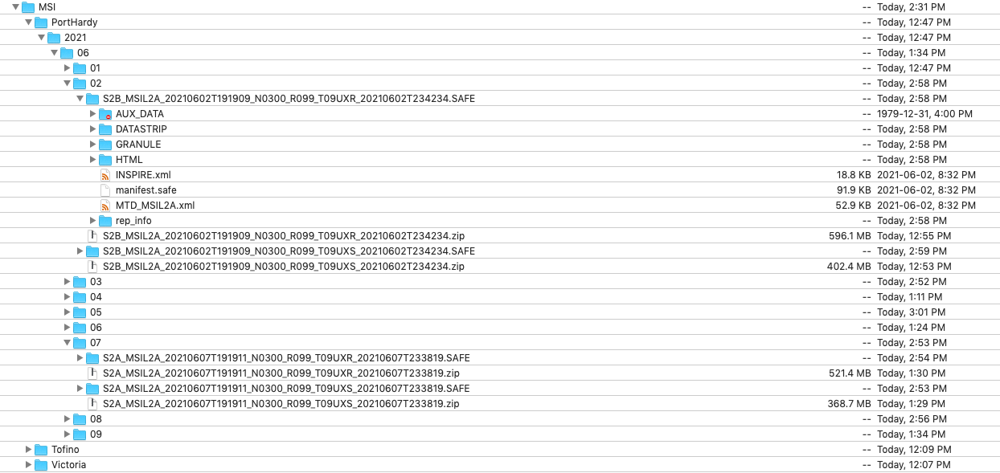 MSI -- Today, 2:31 PM
PortHardy -- Today, 12:47 PM
2021 -- Today, 12:47 PM
06 -- Today, 1:34 PM
01 -- Today, 12:47 PM
02 -- Today, 2:58 PM
S2B_MSIL2A_20210602T191909_N0300_R099_T09UXR_20210602T234234.SAFE -- Today, 2:58 PM
AUX_DATA -- 1979-12-31, 4:00 PM
DATASTRIP -- Today, 2:58 PM
GRANULE -- Today, 2:58 PM
HTML -- Today, 2:58 PM
INSPIRE.xml 18.8 KB 2021-06-02, 8:32 PM
manifest.safe 91.9 KB 2021-06-02, 8:32 PM
MTD_MSIL2A.xml 52.9 KB 2021-06-02, 8:32 PM
rep_info -- Today, 2:58 PM
S2B_MSIL2A_20210602T191909_N0300_R099_T09UXR_20210602T234234.zip 596.1 MB Today, 12:55 PM
S2B_MSIL2A_20210602T191909_N0300_R099_T09UXS_20210602T234234.SAFE -- Today, 2:59 PM
S2B_MSIL2A_20210602T191909_N0300_R099_T09UXS_20210602T234234.zip 402.4 MB Today, 12:53 PM
03 -- Today, 2:52 PM
04 -- Today, 1:11 PM
05 -- Today, 3:01 PM
06 -- Today, 1:24 PM
07 -- Today, 2:53 PM
S2A_MSIL2A_20210607T191911_N0300_R099_T09UXR_20210607T233819.SAFE -- Today, 2:54 PM
S2A_MSIL2A_20210607T191911_N0300_R099_T09UXR_20210607T233819.zip 521.4 MB Today, 1:30 PM
S2A_MSIL2A_20210607T191911_N0300_R099_T09UXS_20210607T233819.SAFE -- Today, 2:53 PM
S2A_MSIL2A_20210607T191911_N0300_R099_T09UXS_20210607T233819.zip 368.7 MB Today, 1:29 PM
08 -- Today, 2:56 PM
09 -- Today, 1:34 PM
Tofino -- Today, 12:09 PM
Victoria -- Today, 12:07 PM